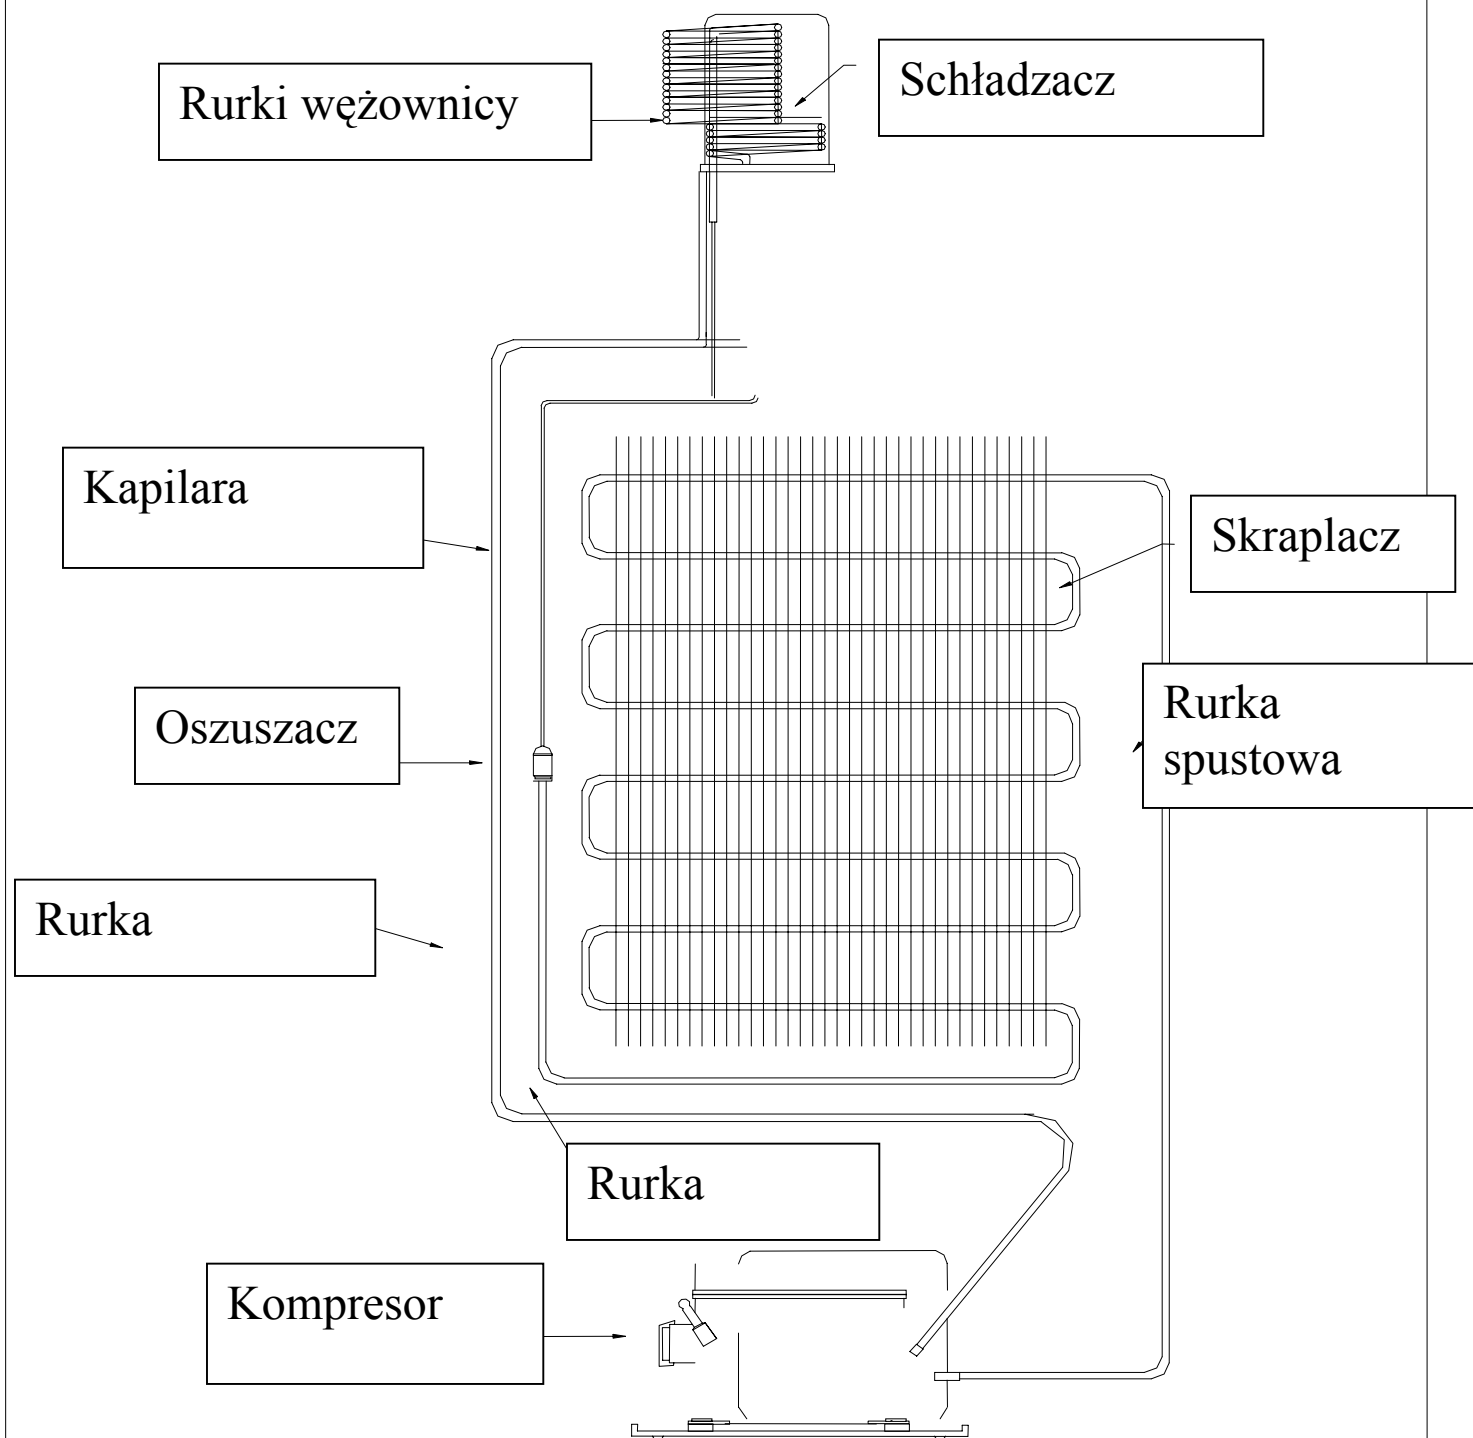 Schładzacz
Rurki wężownicy
Kapilara
Skraplacz
Rurka
spustowa
Oszuszacz
Rurka
Rurka
Kompresor